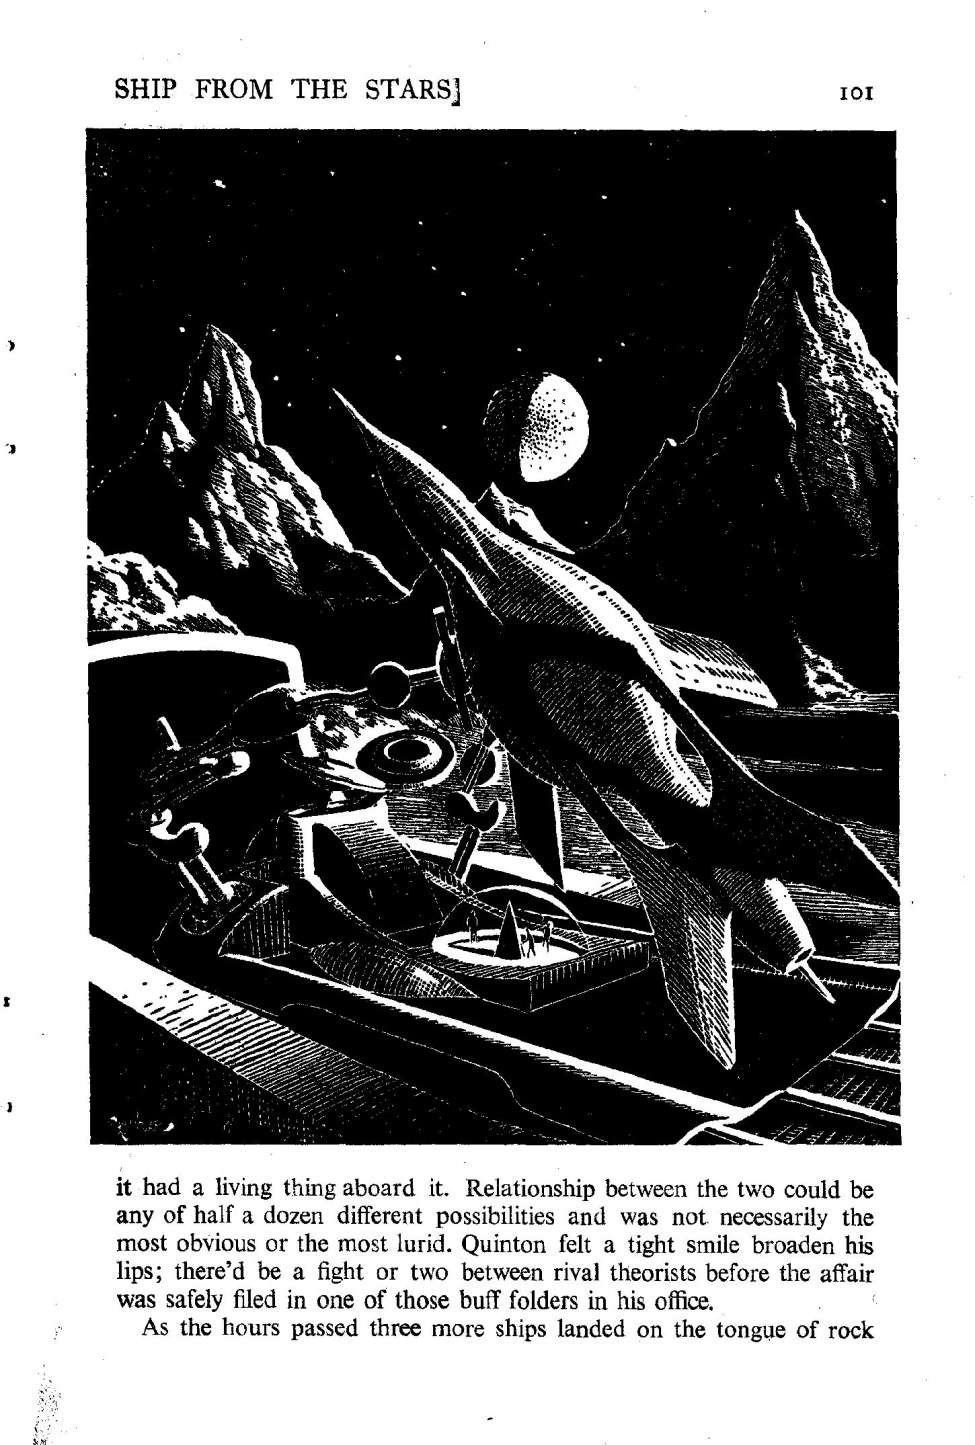 SHIP FROM THE STARS] 101
it had a living thing aboard it. Relationship between the two could be
any of half a dozen different possibilities and was not necessarily the
most obvious or the most lurid. Quinton felt a tight smile broaden his
lips; there'd be a fight or two between rival theorists before the affair
was safely filed in one of those buff folders in his office.
As the hours passed three more ships landed on the tongue of rock